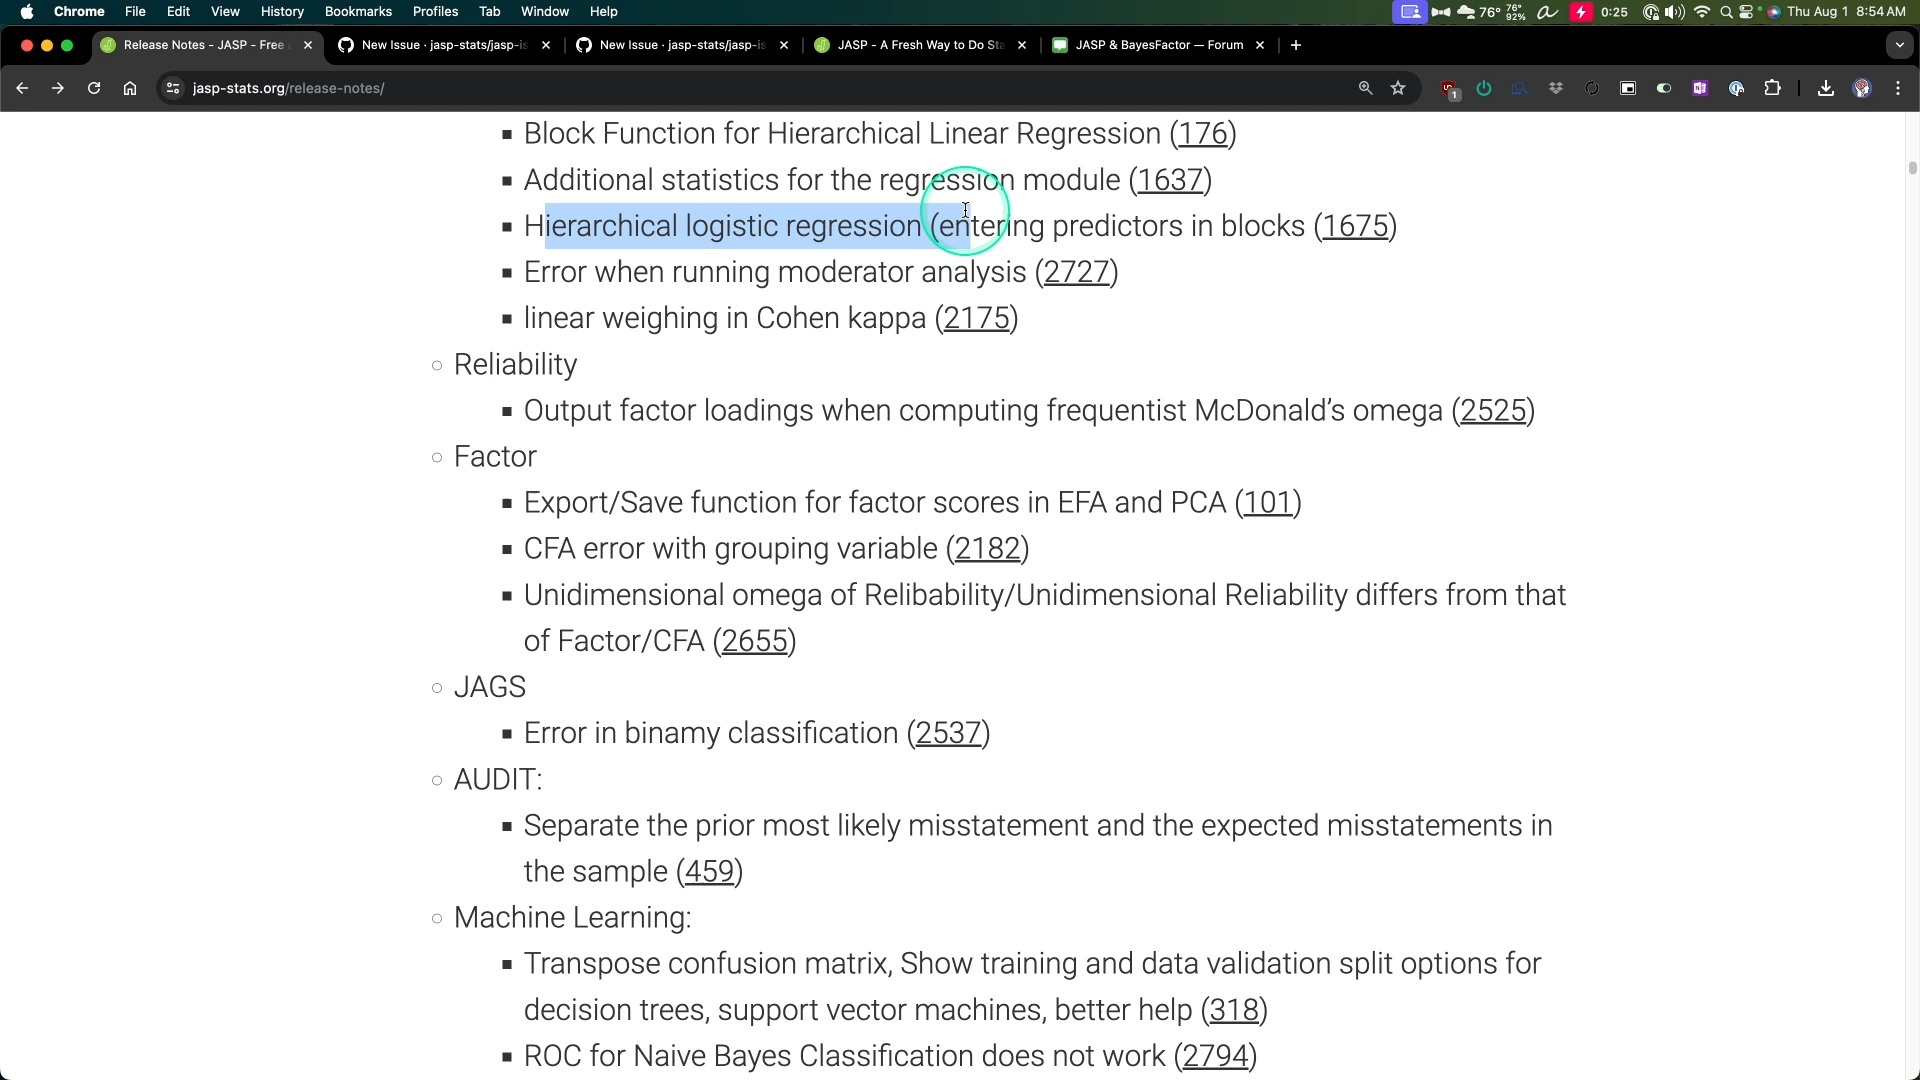 Chrome File Edit View History Bookmarks Profiles Tab Window Help 76° 76° 92% 0:25 Thu Aug 1 8:54 AM
Release Notes - JASP - Free New Issue · jasp-stats/jasp-is New Issue · jasp-stats/jasp-is JASP - A Fresh Way to Do Sta JASP & BayesFactor — Forum
jasp-stats.org/release-notes/
Block Function for Hierarchical Linear Regression (176)
Additional statistics for the regression module (1637)
Hierarchical logistic regression (entering predictors in blocks (1675)
Error when running moderator analysis (2727)
linear weighing in Cohen kappa (2175)
Reliability
Output factor loadings when computing frequentist McDonald’s omega (2525)
Factor
Export/Save function for factor scores in EFA and PCA (101)
CFA error with grouping variable (2182)
Unidimensional omega of Relibability/Unidimensional Reliability differs from that
of Factor/CFA (2655)
JAGS
Error in binamy classification (2537)
AUDIT:
Separate the prior most likely misstatement and the expected misstatements in
the sample (459)
Machine Learning:
Transpose confusion matrix, Show training and data validation split options for
decision trees, support vector machines, better help (318)
ROC for Naive Bayes Classification does not work (2794)